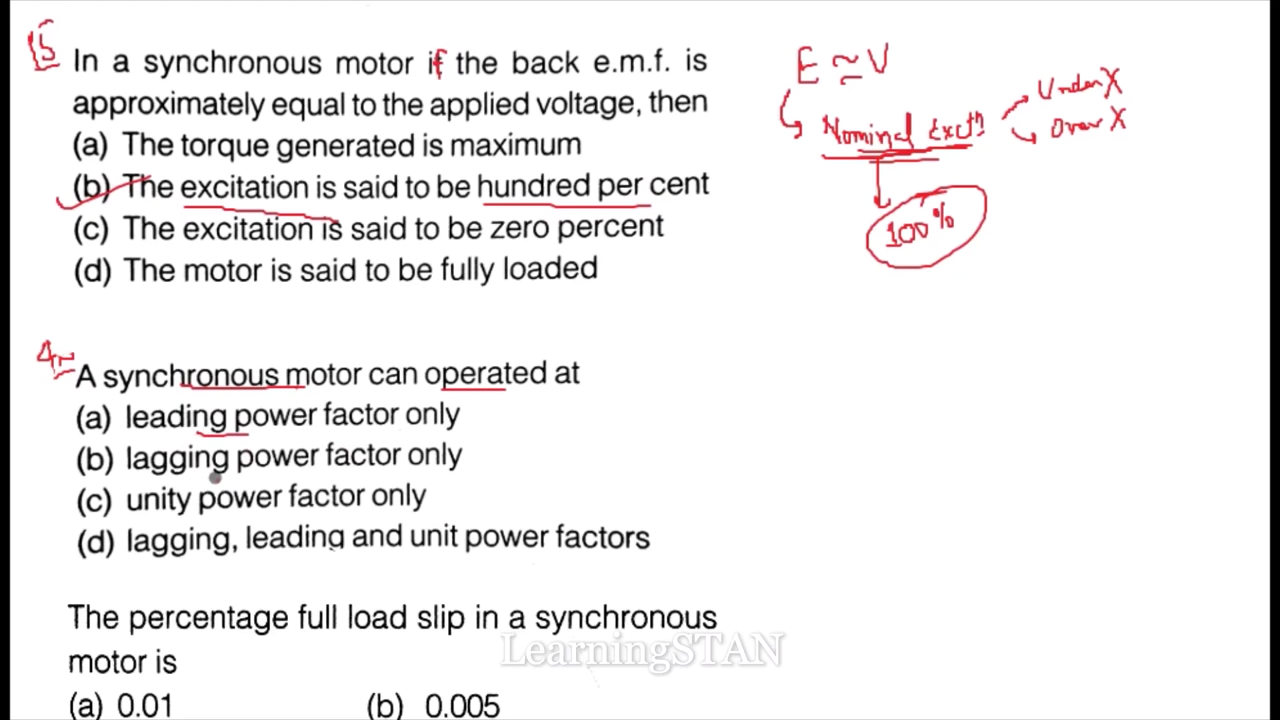 15
In a synchronous motor if the back e.m.f. is
approximately equal to the applied voltage, then
(a) The torque generated is maximum
(b) The excitation is said to be hundred per cent
(c) The excitation is said to be zero percent
(d) The motor is said to be fully loaded
E ≃ V
Nominal Exctn
Under X
Over X
100%
A synchronous motor can operated at
(a) leading power factor only
(b) lagging power factor only
(c) unity power factor only
(d) lagging, leading and unit power factors
The percentage full load slip in a synchronous
motor is
(a) 0.01 (b) 0.005
LearningSTAN